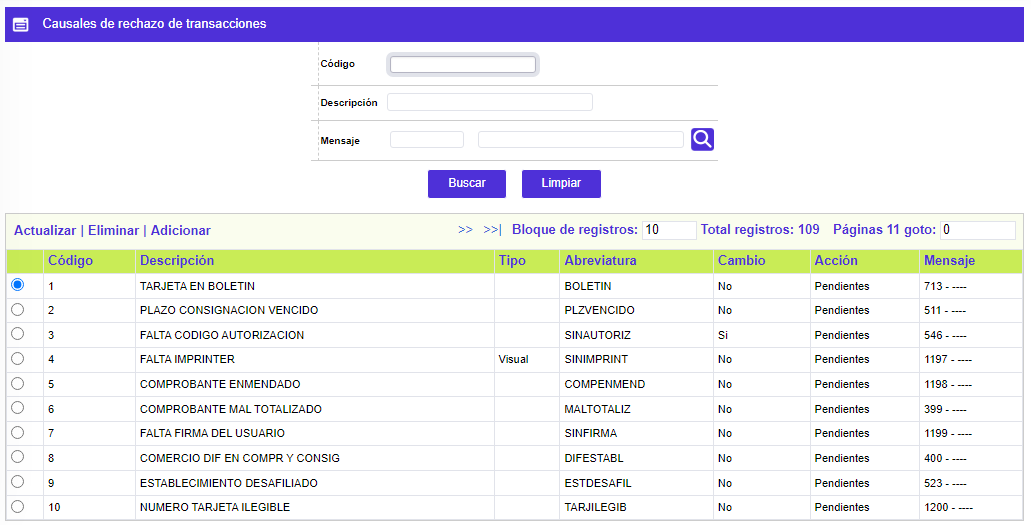 Causales de rechazo de transacciones
Código
Descripción
Mensaje
Buscar Limpiar
Actualizar | Eliminar | Adicionar >> >>| Bloque de registros: 10 Total registros: 109 Páginas 11 goto: 0
Código Descripción Tipo Abreviatura Cambio Acción Mensaje
1 TARJETA EN BOLETIN BOLETIN No Pendientes 713 - ----
2 PLAZO CONSIGNACION VENCIDO PLZVENCIDO No Pendientes 511 - ----
3 FALTA CODIGO AUTORIZACION SINAUTORIZ Si Pendientes 546 - ----
4 FALTA IMPRINTER Visual SINIMPRINT No Pendientes 1197 - ----
5 COMPROBANTE ENMENDADO COMPENMEND No Pendientes 1198 - ----
6 COMPROBANTE MAL TOTALIZADO MALTOTALIZ No Pendientes 399 - ----
7 FALTA FIRMA DEL USUARIO SINFIRMA No Pendientes 1199 - ----
8 COMERCIO DIF EN COMPR Y CONSIG DIFESTABL No Pendientes 400 - ----
9 ESTABLECIMIENTO DESAFILIADO ESTDESAFIL No Pendientes 523 - ----
10 NUMERO TARJETA ILEGIBLE TARJILEGIB No Pendientes 1200 - ----